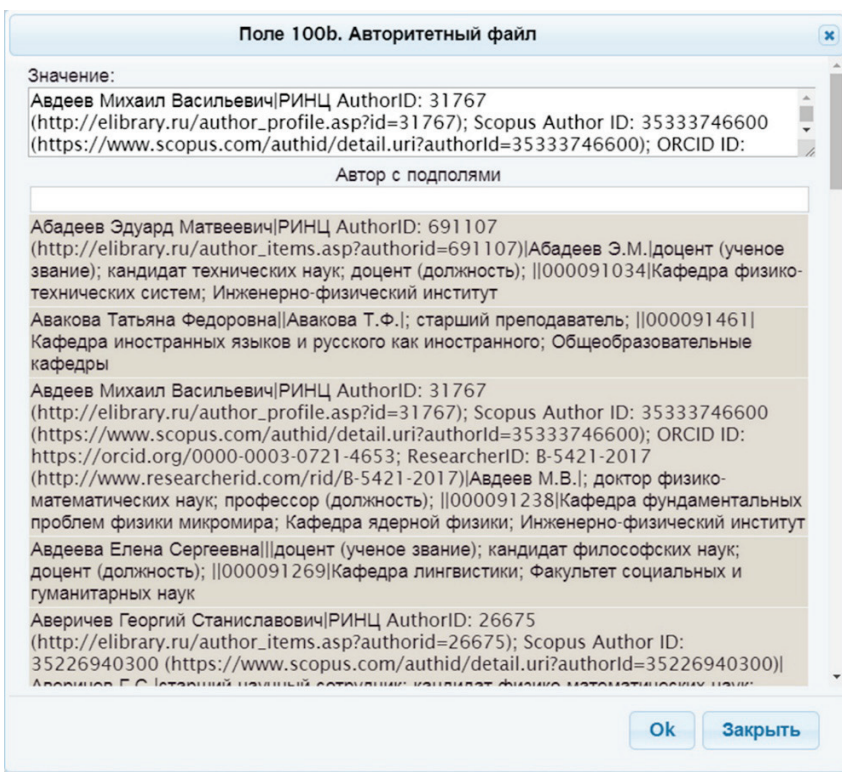 Поле 100b. Авторитетный файл
Значение:
Авдеев Михаил Васильевич|РИНЦ AuthorID: 31767
(http://elibrary.ru/author_profile.asp?id=31767); Scopus Author ID: 35333746600
(https://www.scopus.com/authid/detail.uri?authorId=35333746600); ORCID ID:
Автор с подполями
Абадеев Эдуард Матвеевич|РИНЦ AuthorID: 691107
(http://elibrary.ru/author_items.asp?authorid=691107)|Абадеев Э.М.|доцент (ученое
звание); кандидат технических наук; доцент (должность); ||000091034|Кафедра физико-
технических систем; Инженерно-физический институт
Авакова Татьяна Федоровна||Авакова Т.Ф.|; старший преподаватель; ||000091461|
Кафедра иностранных языков и русского как иностранного; Общеобразовательные
кафедры
Авдеев Михаил Васильевич|РИНЦ AuthorID: 31767
(http://elibrary.ru/author_profile.asp?id=31767); Scopus Author ID: 35333746600
(https://www.scopus.com/authid/detail.uri?authorId=35333746600); ORCID ID:
https://orcid.org/0000-0003-0721-4653; ResearcherID: B-5421-2017
(http://www.researcherid.com/rid/B-5421-2017)|Авдеев М.В.|; доктор физико-
математических наук; профессор (должность); ||000091238|Кафедра фундаментальных
проблем физики микромира; Кафедра ядерной физики; Инженерно-физический институт
Авдеева Елена Сергеевна|||доцент (ученое звание); кандидат философских наук;
доцент (должность); ||000091269|Кафедра лингвистики; Факультет социальных и
гуманитарных наук
Аверичев Георгий Станиславович|РИНЦ AuthorID: 26675
(http://elibrary.ru/author_items.asp?authorid=26675); Scopus Author ID:
35226940300 (https://www.scopus.com/authid/detail.uri?authorId=35226940300)|
Аверичев Г.С.|старший научный сотрудник; кандидат физико-математических наук;
Ok Закрыть